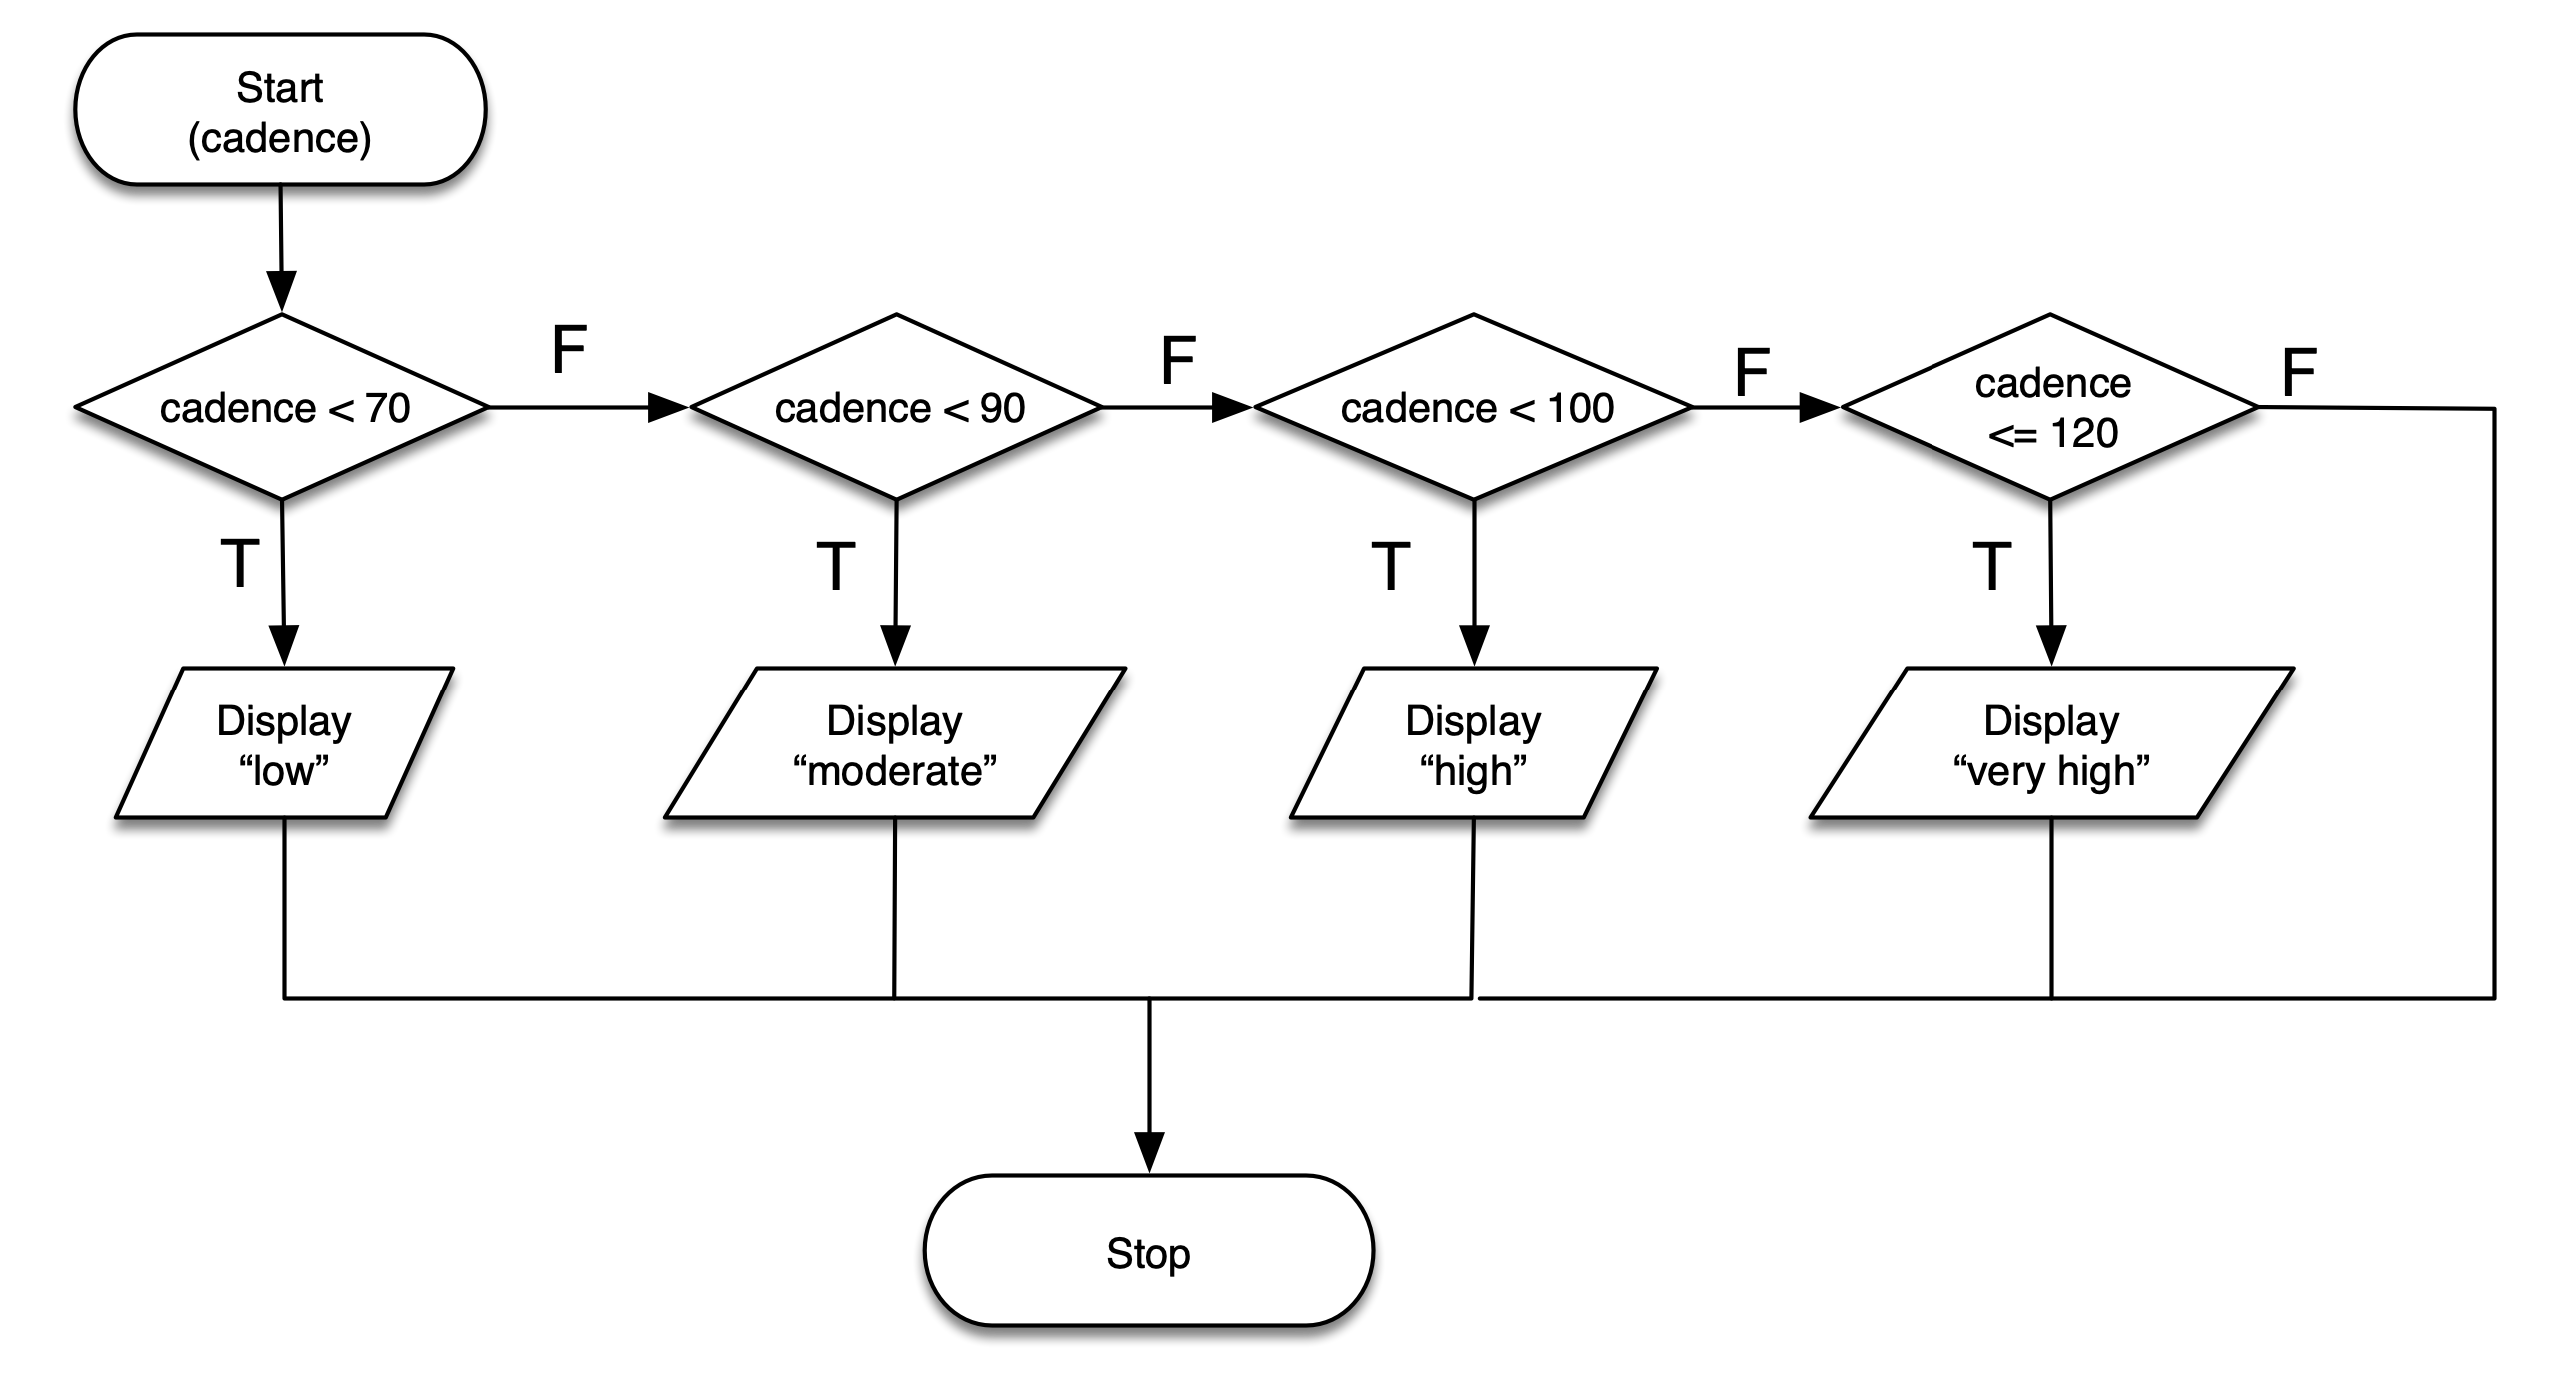 Start
(cadence)
F
F
F
F
cadence < 70
cadence < 90
cadence < 100
cadence
<= 120
T
T
T
T
Display
“low”
Display
“moderate”
Display
“high”
Display
“very high”
Stop